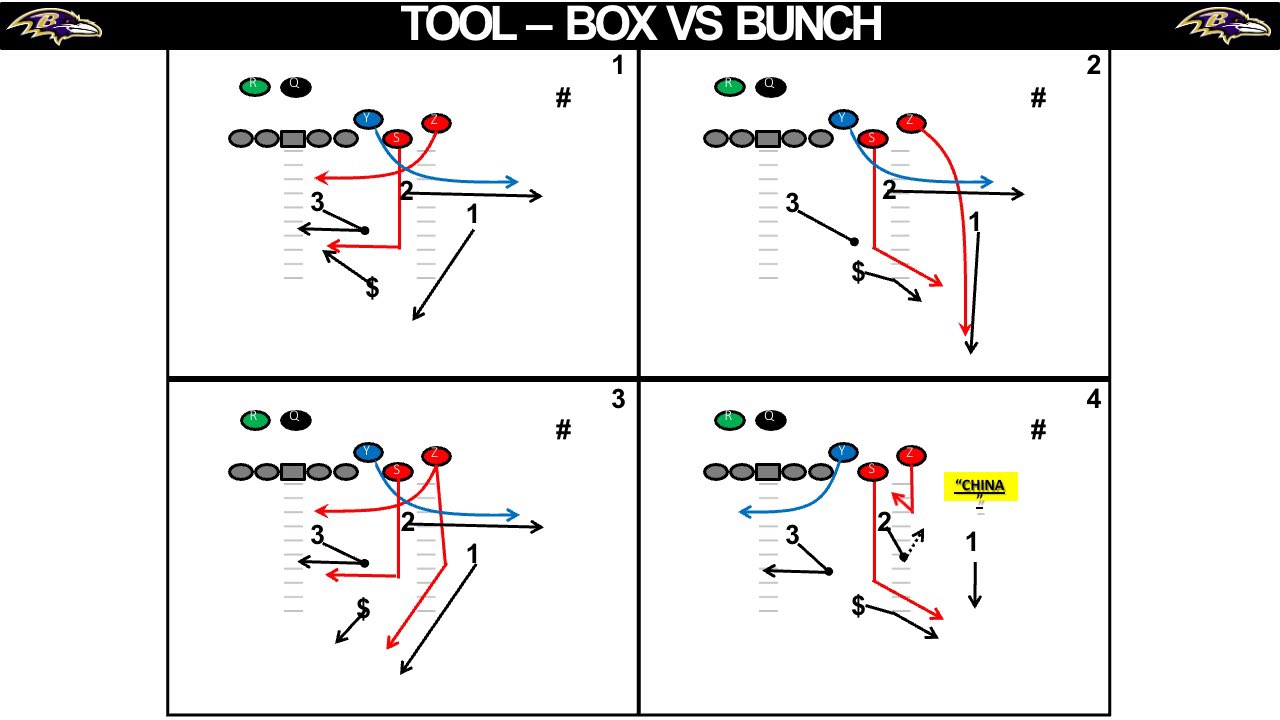 TOOL – BOX VS BUNCH
B
B
1
R Q
#
Y S Z
3 2 1
$
2
R Q
#
Y S Z
3 2 1
$
3
R Q
#
Y S Z
3 2 1
$
4
R Q
#
Y S Z
“CHINA
”
3 2 1
$